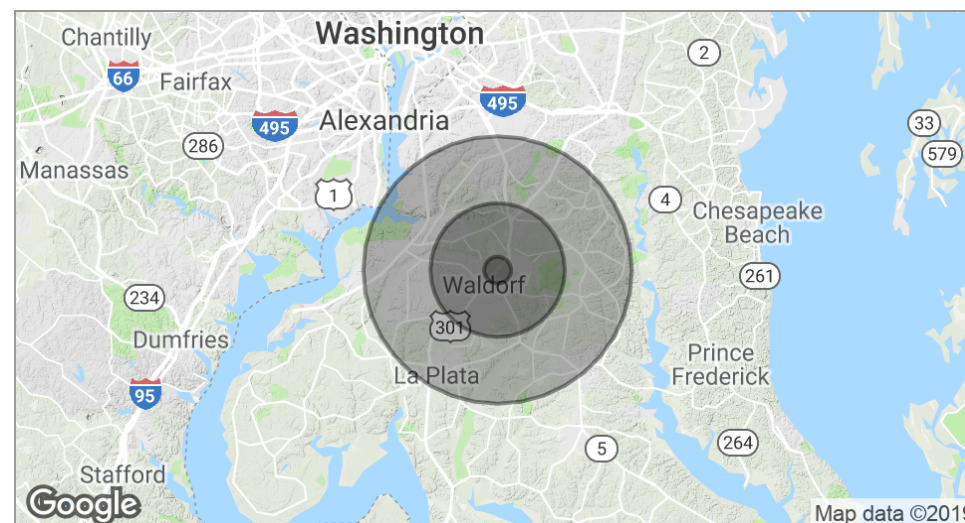 Washington
Chantilly
66
Fairfax
2
495
495
Alexandria
286
33
579
Manassas
1
4
Chesapeake
Beach
261
Waldorf
234
301
Dumfries
Prince
Frederick
La Plata
95
264
5
Stafford
Google
Map data ©2019